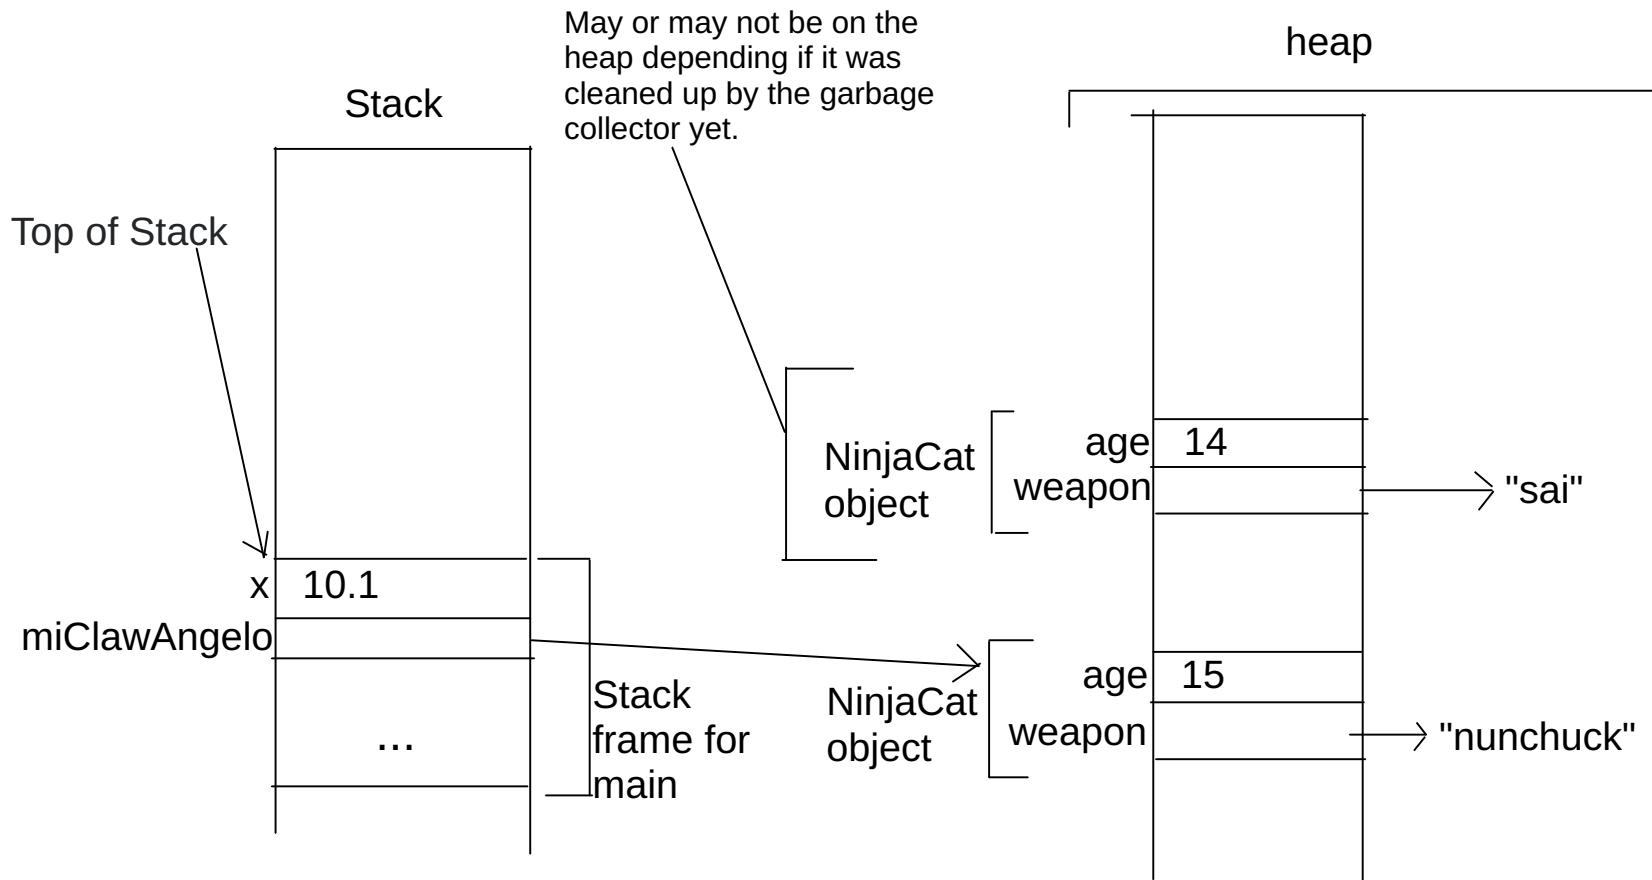 May or may not be on the
heap depending if it was
cleaned up by the garbage
collector yet.
heap
Stack
Top of Stack
x 10.1
miClawAngelo
...
Stack
frame for
main
NinjaCat
object
age 14
weapon
"sai"
NinjaCat
object
age 15
weapon
"nunchuck"